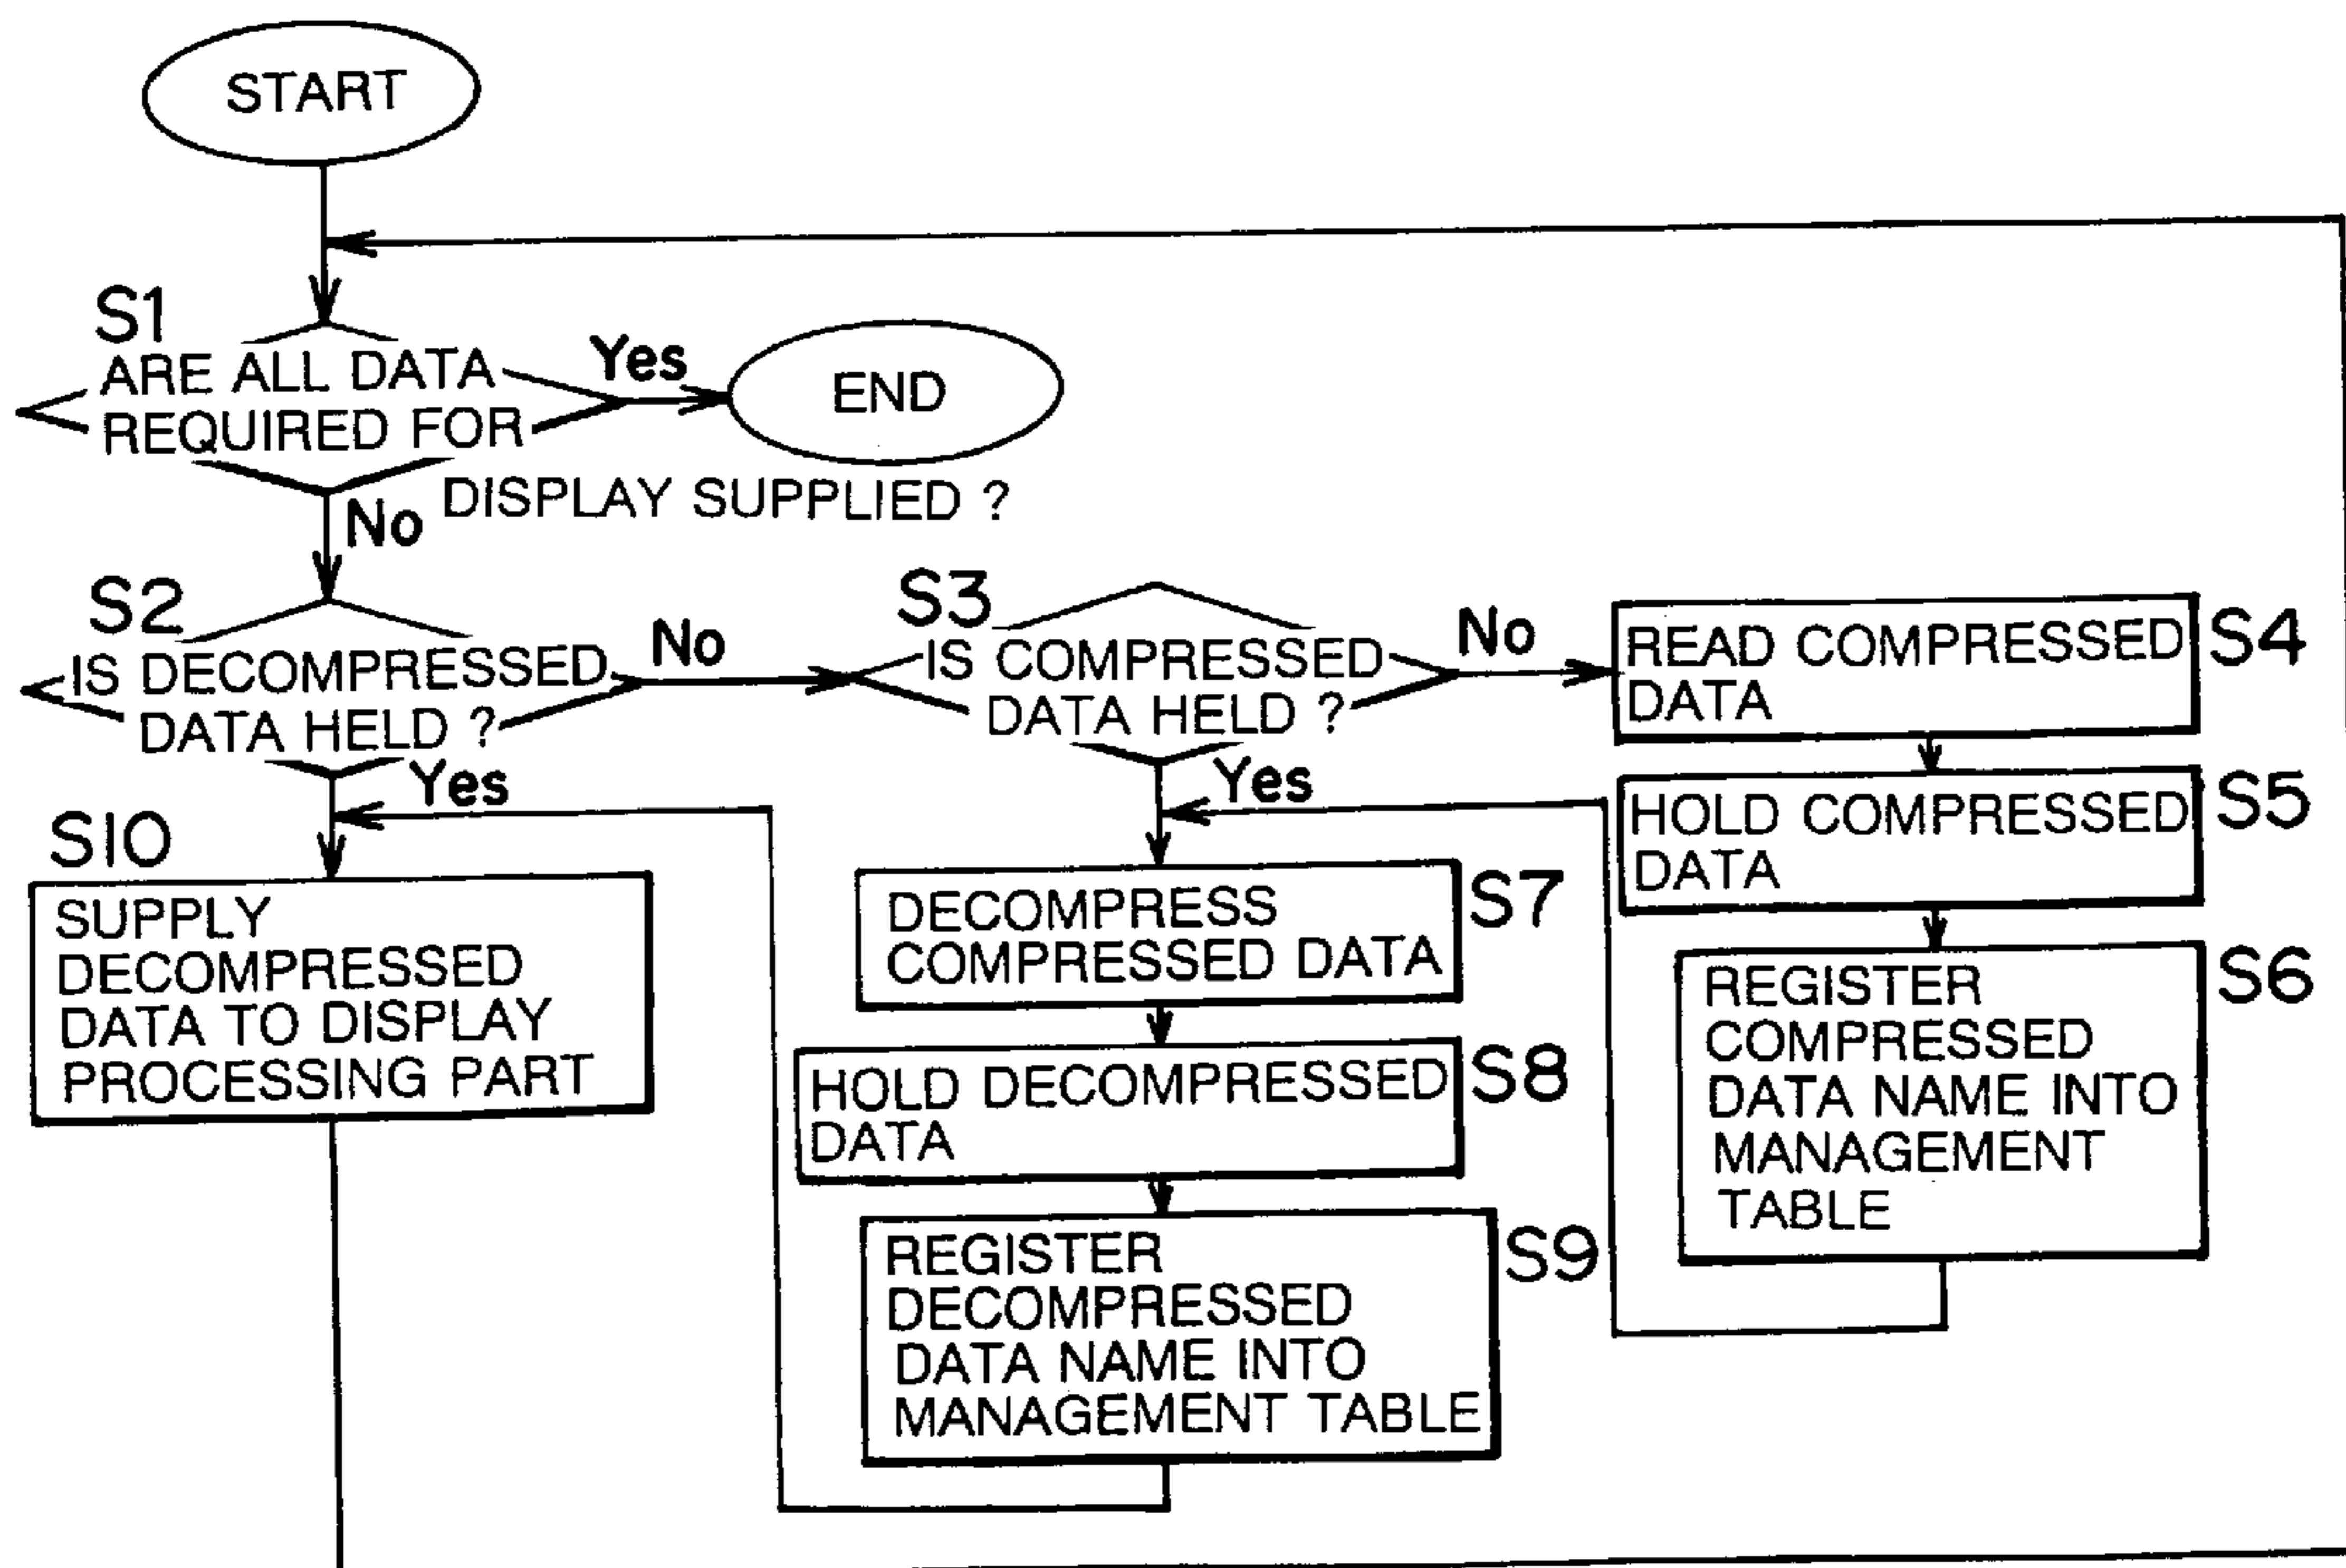 START
S1
ARE ALL DATA
REQUIRED FOR
DISPLAY SUPPLIED ?
Yes
END
No
S2
IS DECOMPRESSED
DATA HELD ?
No
Yes
S3
IS COMPRESSED
DATA HELD ?
No
Yes
READ COMPRESSED
DATA
S4
HOLD COMPRESSED
DATA
S5
REGISTER
COMPRESSED
DATA NAME INTO
MANAGEMENT
TABLE
S6
DECOMPRESS
COMPRESSED DATA
S7
HOLD DECOMPRESSED
DATA
S8
REGISTER
DECOMPRESSED
DATA NAME INTO
MANAGEMENT TABLE
S9
S10
SUPPLY
DECOMPRESSED
DATA TO DISPLAY
PROCESSING PART